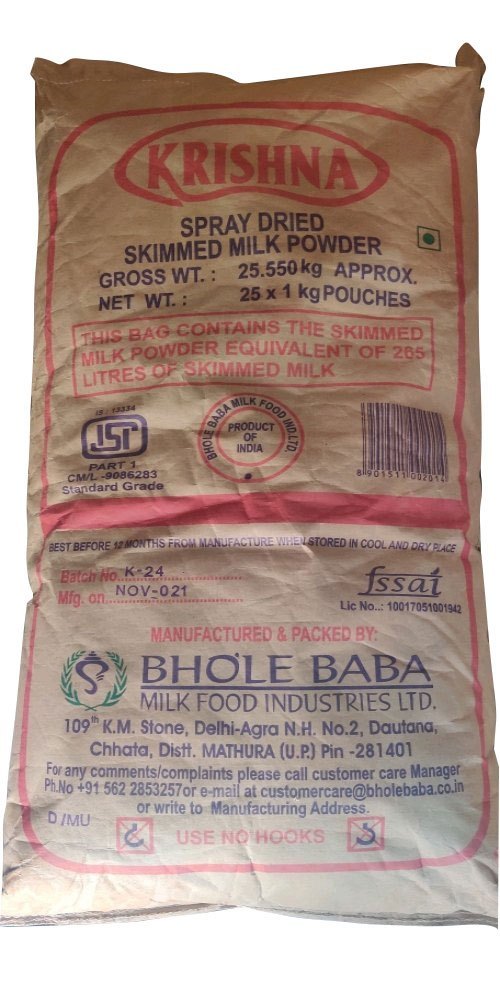 KRISHNA
SPRAY DRIED
SKIMMED MILK POWDER
GROSS WT. : 25.550 kg APPROX.
NET WT. : 25 x 1 kg POUCHES
THIS BAG CONTAINS THE SKIMMED
MILK POWDER EQUIVALENT OF 265
LITRES OF SKIMMED MILK
IS : 13334
ISI
PART 1
CM/L -9086283
Standard Grade
BHOLE BABA MILK FOOD IND. LTD
PRODUCT
OF
INDIA
8 901511 002014
BEST BEFORE 12 MONTHS FROM MANUFACTURE WHEN STORED IN COOL AND DRY PLACE
Batch No. K-24
Mfg. on. NOV-021
fssai
Lic No..: 10017051001942
MANUFACTURED & PACKED BY:
BHOLE BABA
MILK FOOD INDUSTRIES LTD.
109th K.M. Stone, Delhi-Agra N.H. No.2, Dautana,
Chhata, Distt. MATHURA (U.P.) Pin -281401
For any comments/complaints please call customer care Manager
Ph.No +91 562 2853257or e-mail at customercare@bholebaba.co.in
or write to Manufacturing Address.
D /MU
USE NO HOOKS